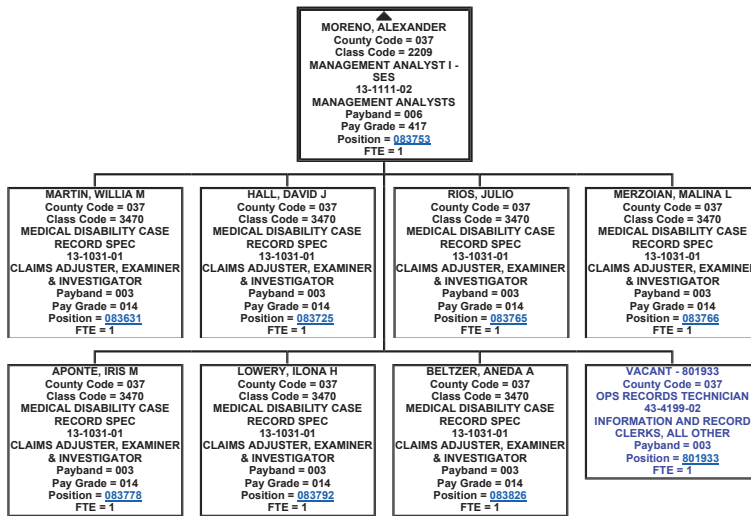 MORENO, ALEXANDER
County Code = 037
Class Code = 2209
MANAGEMENT ANALYST I -
SES
13-1111-02
MANAGEMENT ANALYSTS
Payband = 006
Pay Grade = 417
Position = 083753
FTE = 1
MARTIN, WILLIA M
County Code = 037
Class Code = 3470
MEDICAL DISABILITY CASE
RECORD SPEC
13-1031-01
CLAIMS ADJUSTER, EXAMINER
& INVESTIGATOR
Payband = 003
Pay Grade = 014
Position = 083631
FTE = 1
HALL, DAVID J
County Code = 037
Class Code = 3470
MEDICAL DISABILITY CASE
RECORD SPEC
13-1031-01
CLAIMS ADJUSTER, EXAMINER
& INVESTIGATOR
Payband = 003
Pay Grade = 014
Position = 083725
FTE = 1
RIOS, JULIO
County Code = 037
Class Code = 3470
MEDICAL DISABILITY CASE
RECORD SPEC
13-1031-01
CLAIMS ADJUSTER, EXAMINER
& INVESTIGATOR
Payband = 003
Pay Grade = 014
Position = 083765
FTE = 1
MERZOIAN, MALINA L
County Code = 037
Class Code = 3470
MEDICAL DISABILITY CASE
RECORD SPEC
13-1031-01
CLAIMS ADJUSTER, EXAMINER
& INVESTIGATOR
Payband = 003
Pay Grade = 014
Position = 083766
FTE = 1
APONTE, IRIS M
County Code = 037
Class Code = 3470
MEDICAL DISABILITY CASE
RECORD SPEC
13-1031-01
CLAIMS ADJUSTER, EXAMINER
& INVESTIGATOR
Payband = 003
Pay Grade = 014
Position = 083778
FTE = 1
LOWERY, ILONA H
County Code = 037
Class Code = 3470
MEDICAL DISABILITY CASE
RECORD SPEC
13-1031-01
CLAIMS ADJUSTER, EXAMINER
& INVESTIGATOR
Payband = 003
Pay Grade = 014
Position = 083792
FTE = 1
BELTZER, ANEDA A
County Code = 037
Class Code = 3470
MEDICAL DISABILITY CASE
RECORD SPEC
13-1031-01
CLAIMS ADJUSTER, EXAMINER
& INVESTIGATOR
Payband = 003
Pay Grade = 014
Position = 083826
FTE = 1
VACANT - 801933
County Code = 037
OPS RECORDS TECHNICIAN
43-4199-02
INFORMATION AND RECORD
CLERKS, ALL OTHER
Payband = 003
Position = 801933
FTE = 1